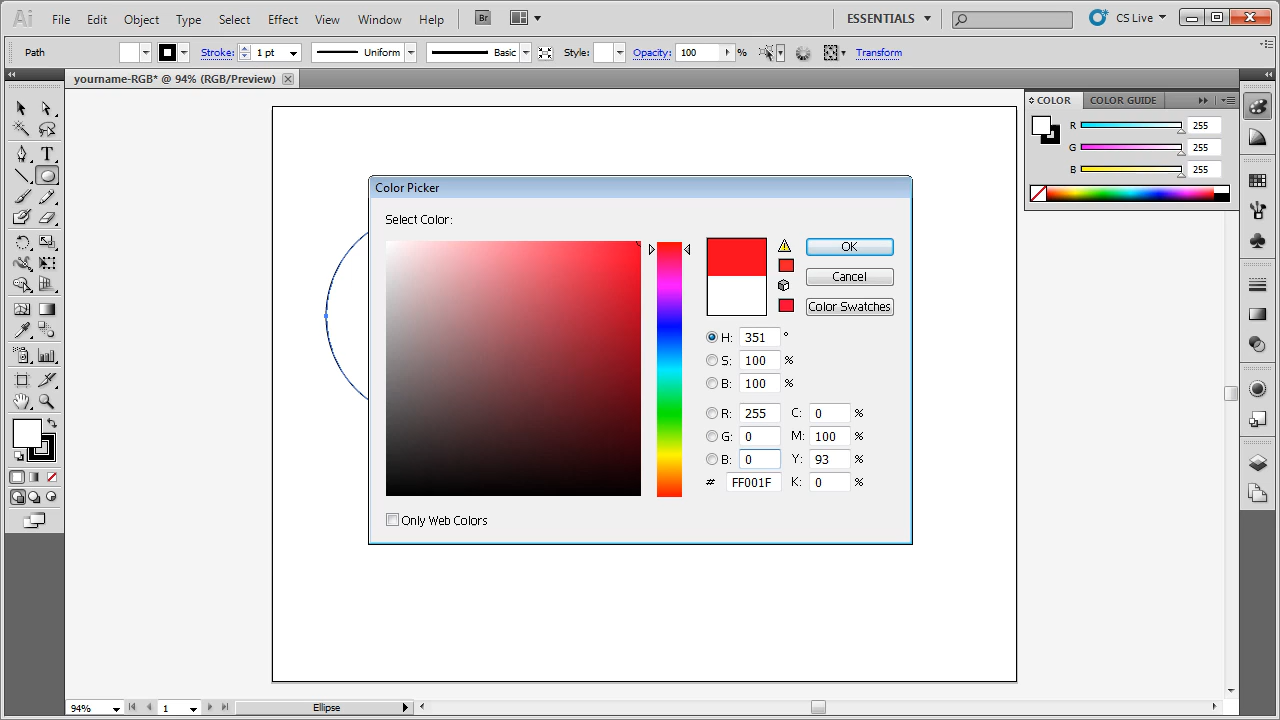 Ai File Edit Object Type Select Effect View Window Help Br ESSENTIALS CS Live
Path Stroke: 1 pt Uniform Basic Style: Opacity: 100 % Transform
yourname-RGB* @ 94% (RGB/Preview)
COLOR COLOR GUIDE
R 255
G 255
B 255
T
Color Picker
Select Color:
OK
Cancel
Color Swatches
H: 351 °
S: 100 %
B: 100 %
R: 255 C: 0 %
G: 0 M: 100 %
B: 0 Y: 93 %
# FF001F K: 0 %
Only Web Colors
94% 1 Ellipse